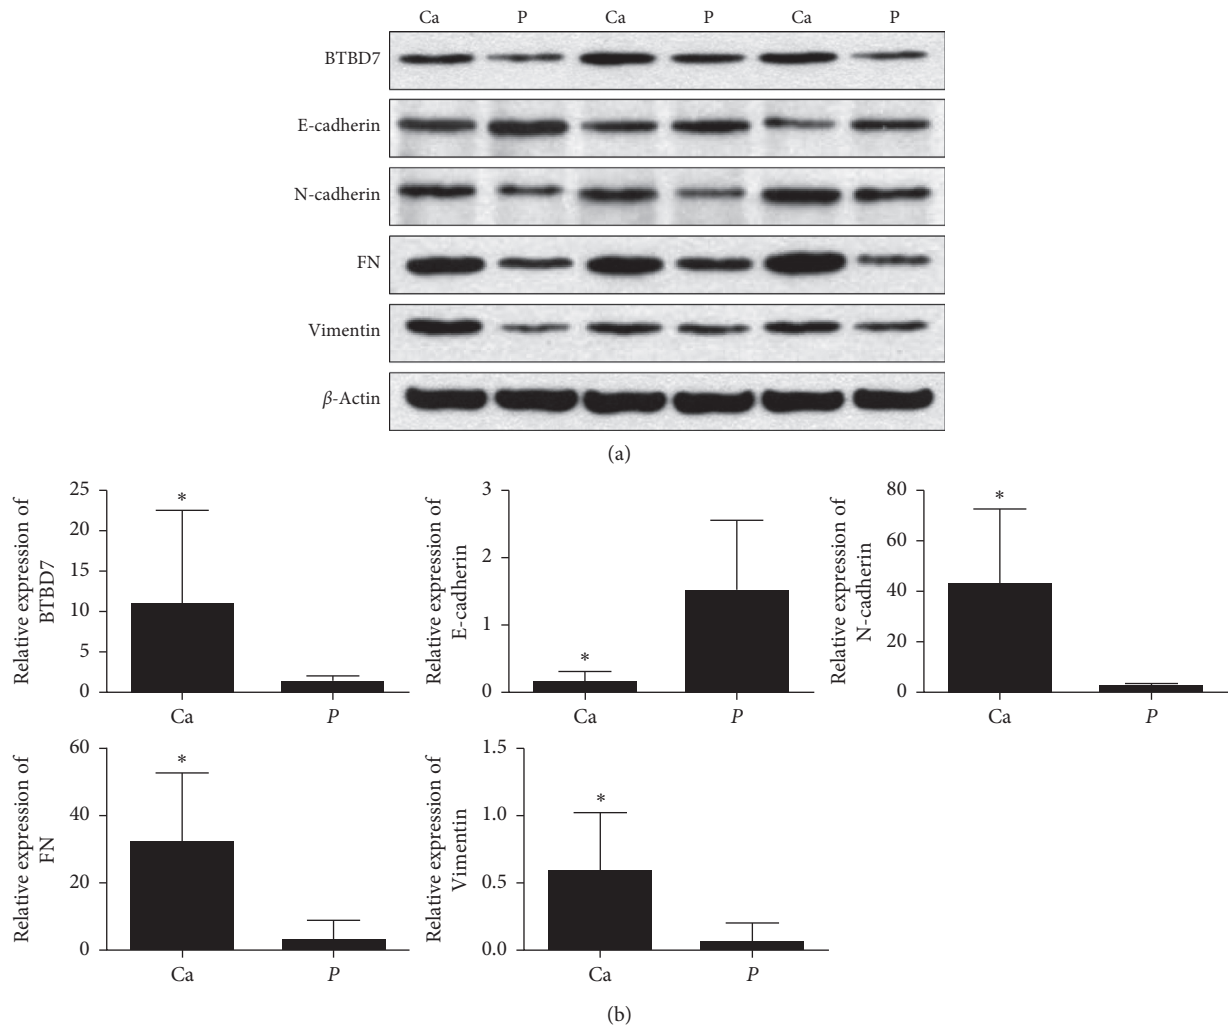 Ca P Ca P Ca P
BTBD7
E-cadherin
N-cadherin
FN
Vimentin
β-Actin
(a)
Relative expression of
BTBD7
25
20
15
10
5
0
*
Ca P
Relative expression of
E-cadherin
3
2
1
0
*
Ca P
Relative expression of
N-cadherin
80
60
40
20
0
*
Ca P
Relative expression of
FN
60
40
20
0
*
Ca P
Relative expression of
Vimentin
1.5
1.0
0.5
0.0
*
Ca P
(b)